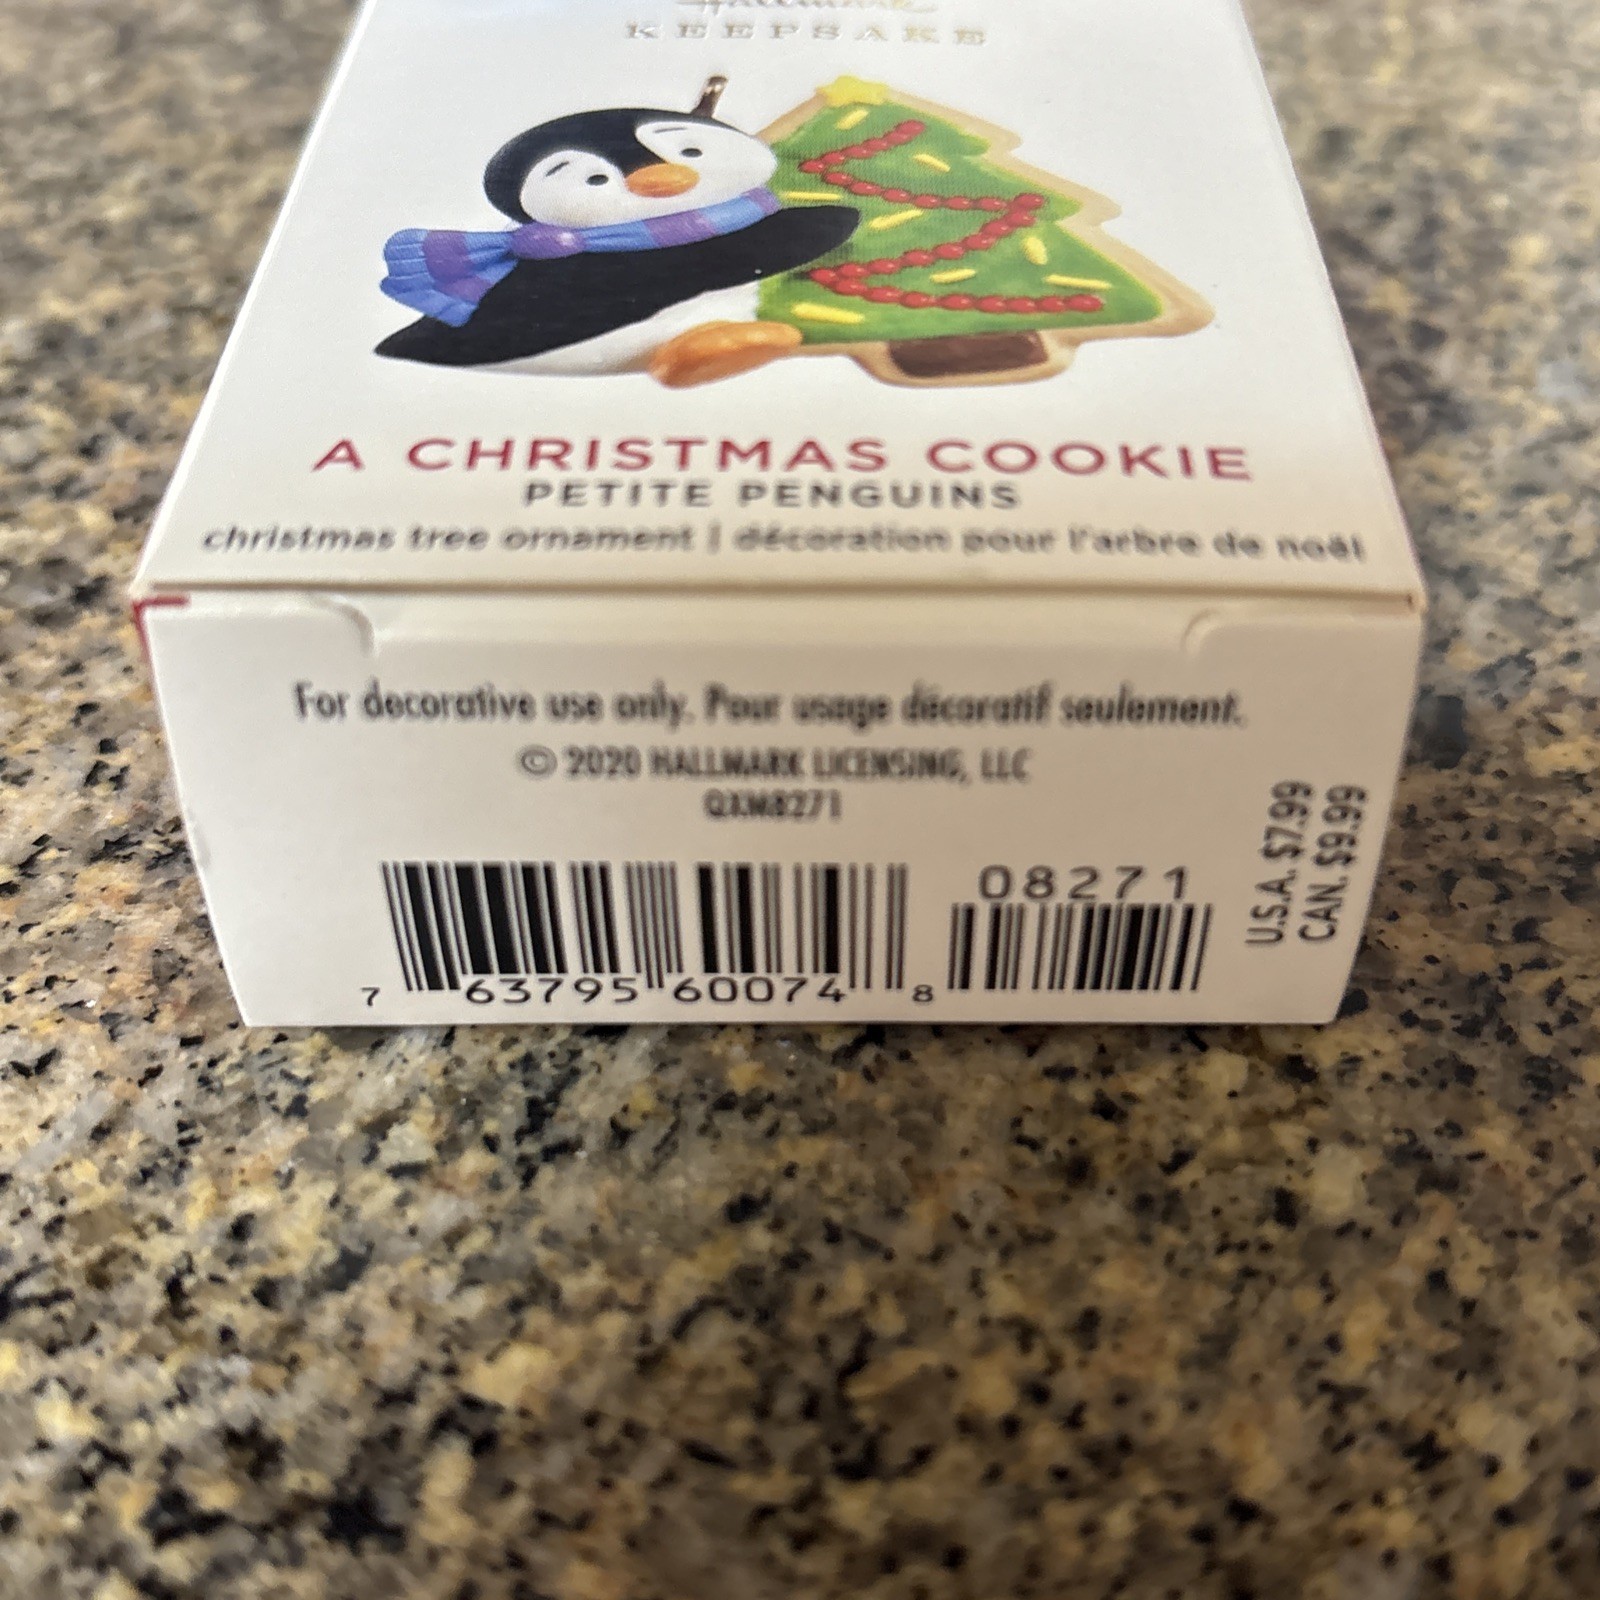 Hallmark
KEEPSAKE
A CHRISTMAS COOKIE
PETITE PENGUINS
christmas tree ornament | décoration pour l'arbre de noël
For decorative use only. Pour usage décoratif seulement.
© 2020 HALLMARK LICENSING, LLC
QXM8271
08271
7 63795 60074 8
U.S.A. $7.99
CAN. $9.99